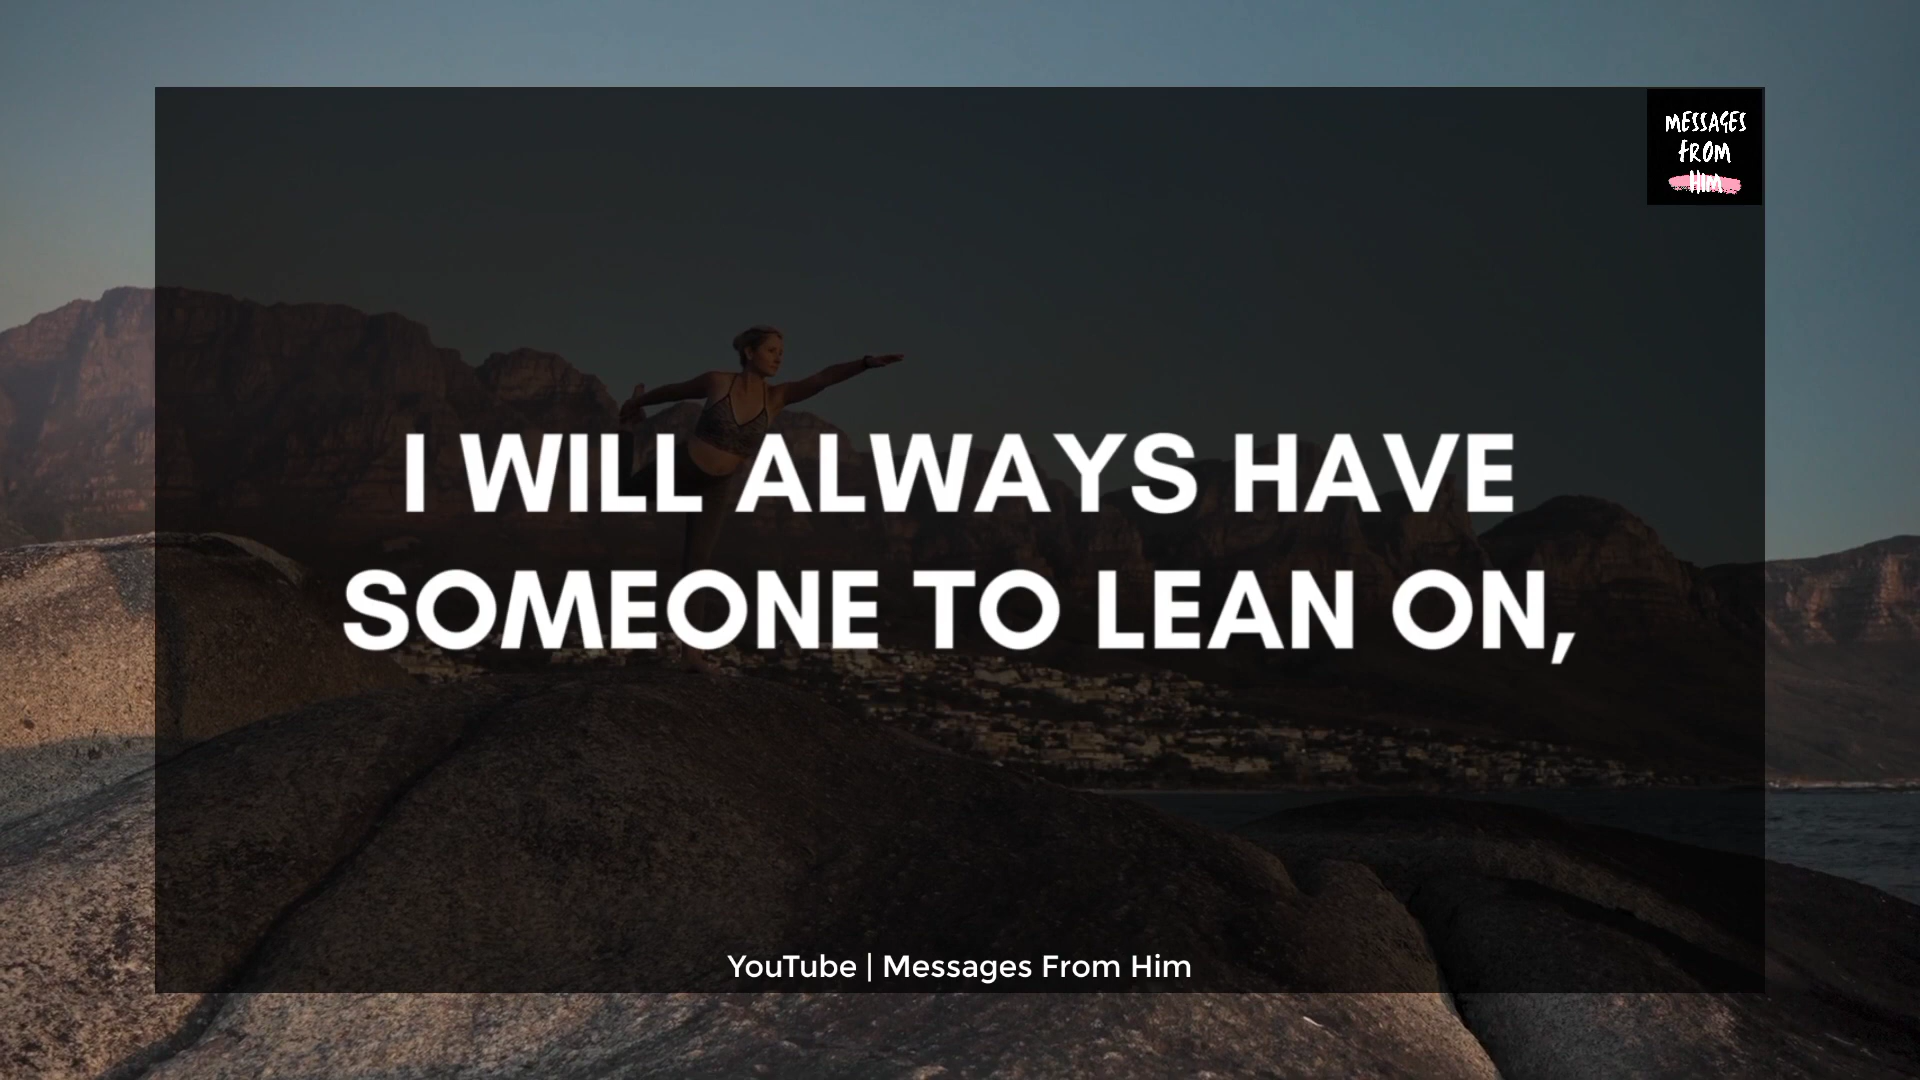 MESSAGES
FROM
HIM
I WILL ALWAYS HAVE
SOMEONE TO LEAN ON,
YouTube | Messages From Him